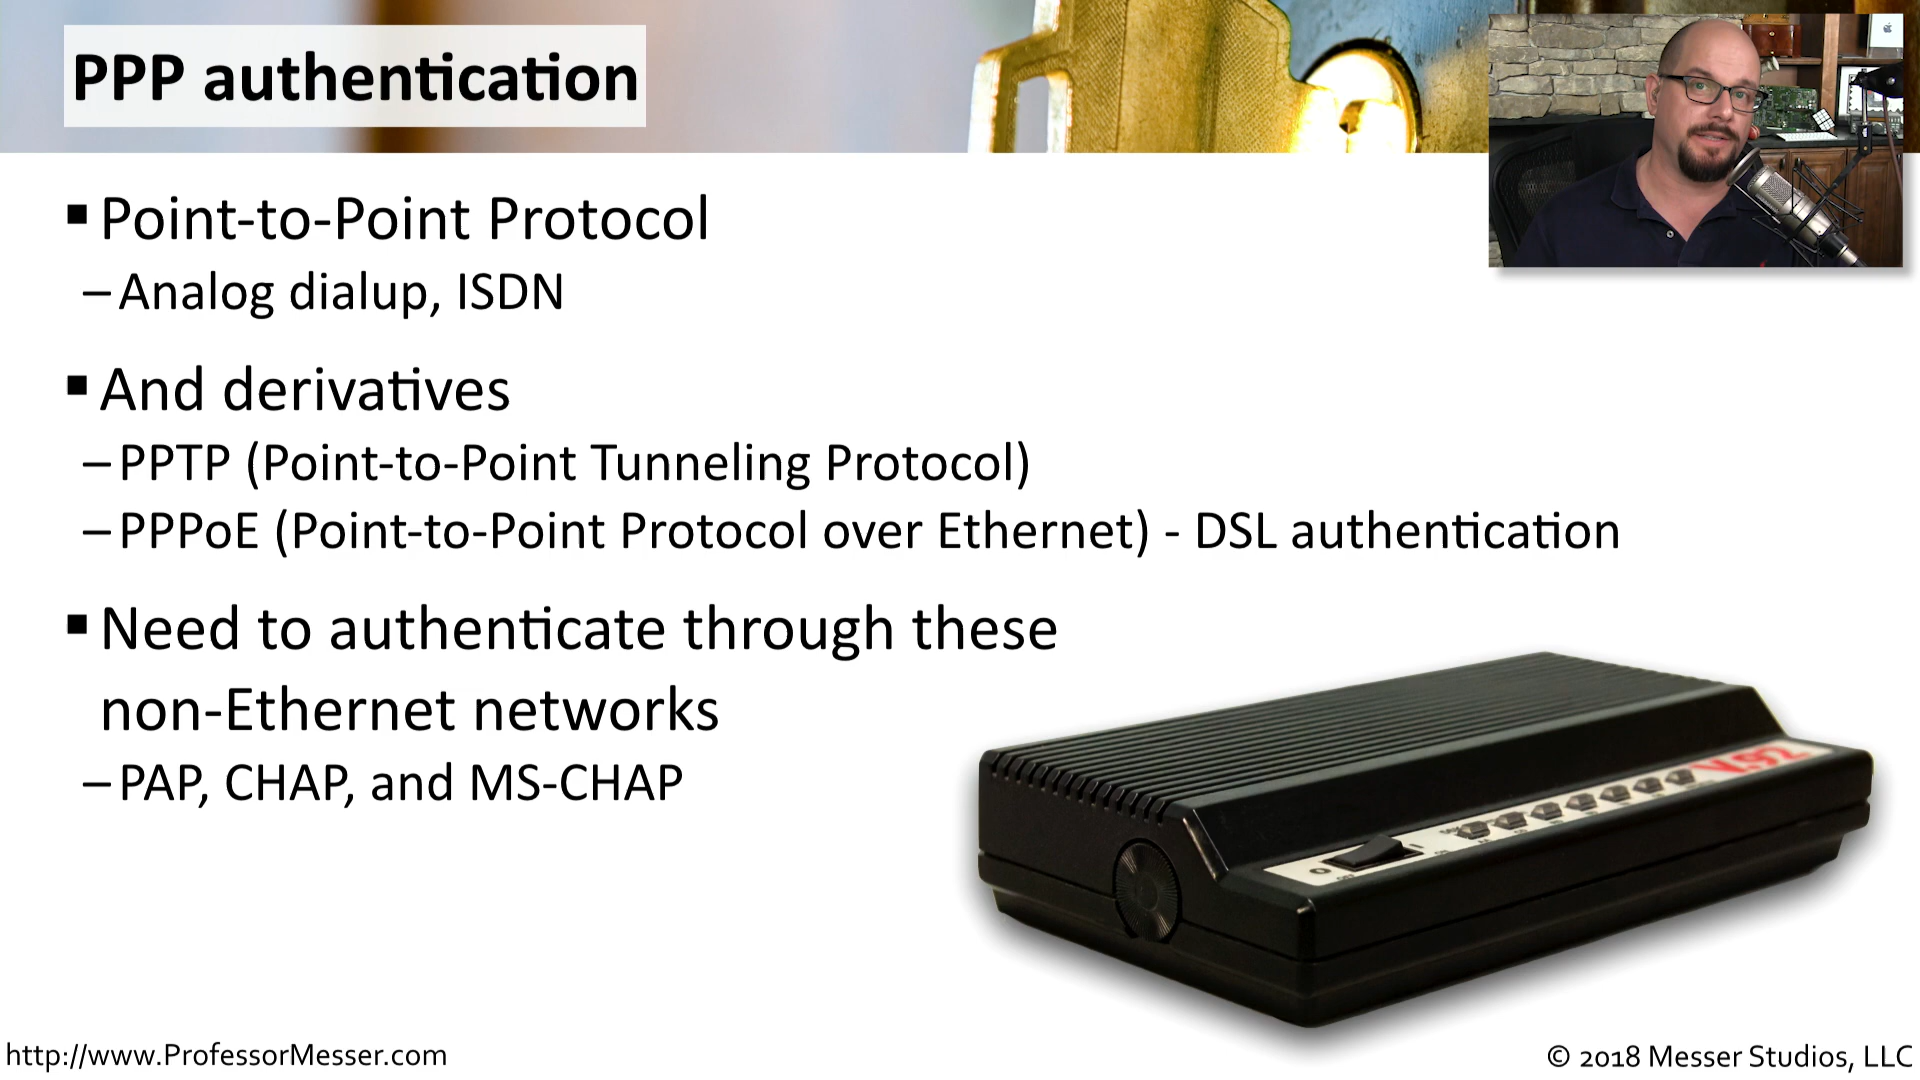 PPP authentication
▪ Point-to-Point Protocol
– Analog dialup, ISDN
▪ And derivatives
– PPTP (Point-to-Point Tunneling Protocol)
– PPPoE (Point-to-Point Protocol over Ethernet) - DSL authentication
▪ Need to authenticate through these
non-Ethernet networks
– PAP, CHAP, and MS-CHAP
V.92
http://www.ProfessorMesser.com
© 2018 Messer Studios, LLC